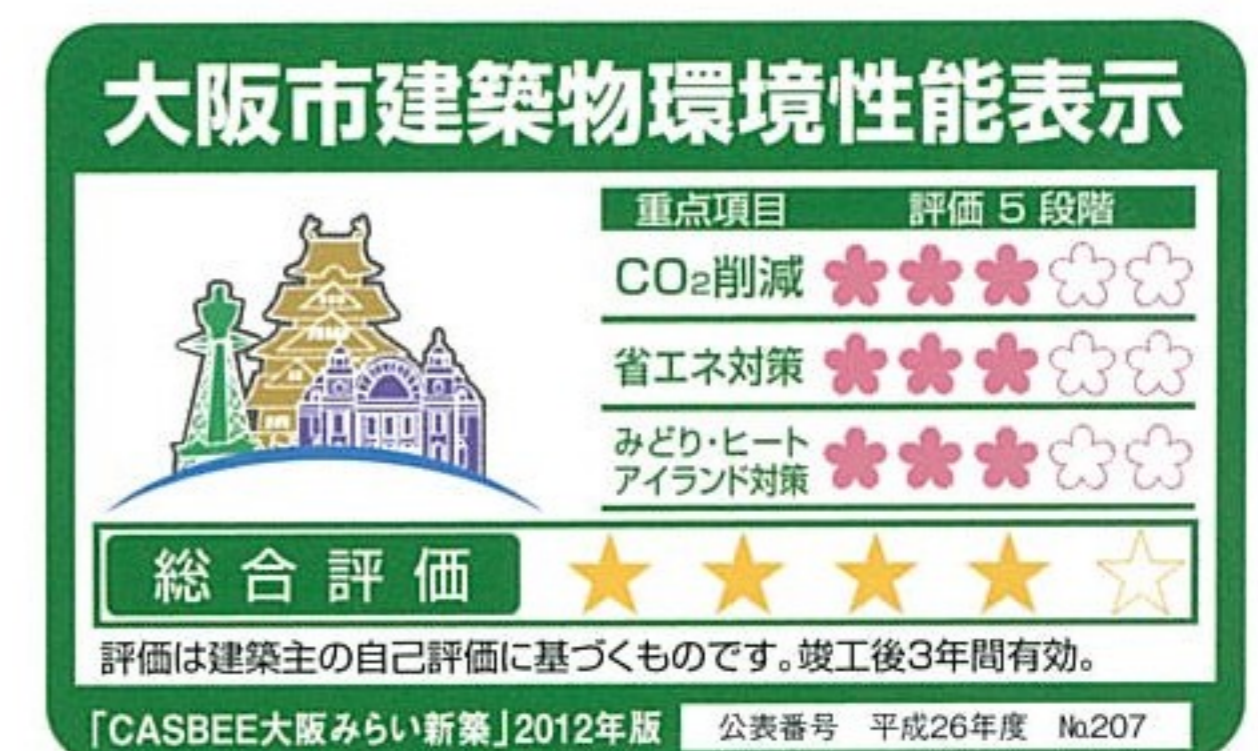 大阪市建築物環境性能表示
重点項目 評価 5 段階
CO₂削減
省エネ対策
みどり・ヒート
アイランド対策
総合評価
評価は建築主の自己評価に基づくものです。竣工後3年間有効。
「CASBEE大阪みらい新築」2012年版
公表番号 平成26年度 №207